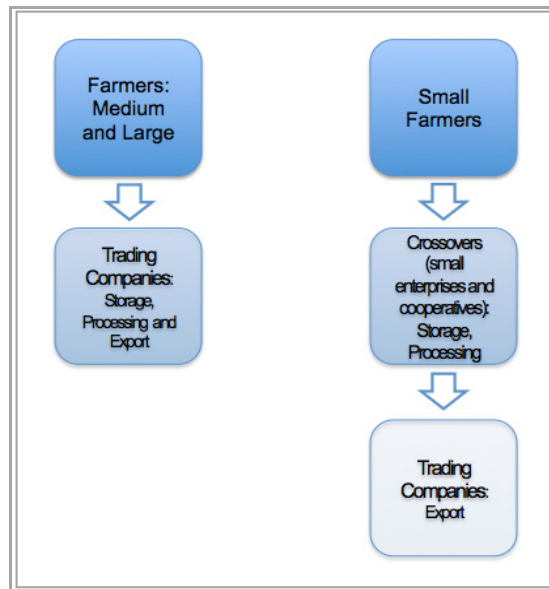 Farmers:
Medium
and Large
Trading
Companies:
Storage,
Processing and
Export
Small
Farmers
Crossovers
(small
enterprises and
cooperatives):
Storage,
Processing
Trading
Companies:
Export